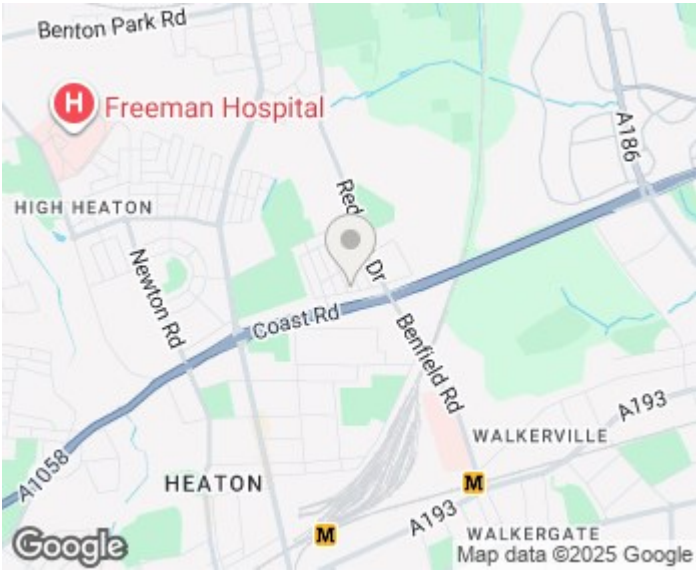 Benton Park Rd
H
Freeman Hospital
A186
HIGH HEATON
Red
Dr
Newton Rd
Coast Rd
Benfield Rd
A193
WALKERVILLE
A1058
HEATON
M
M
A193
WALKERGATE
Google
Map data ©2025 Google